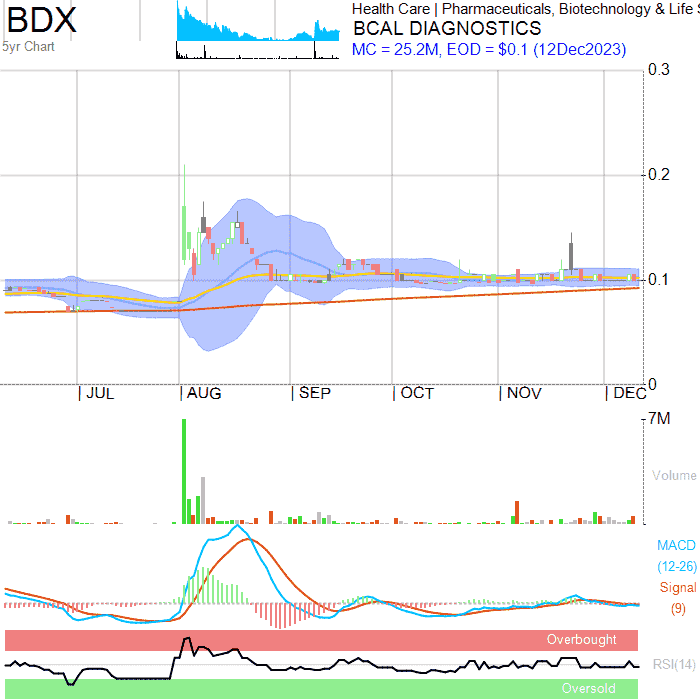 BDX
5yr Chart
Health Care | Pharmaceuticals, Biotechnology & Life S
BCAL DIAGNOSTICS
MC = 25.2M, EOD = $0.1 (12Dec2023)
0.3
0.2
0.1
0
| JUL | AUG | SEP | OCT | NOV | DEC
7M
Volume
MACD
(12-26)
Signal
(9)
Overbought
RSI(14)
Oversold